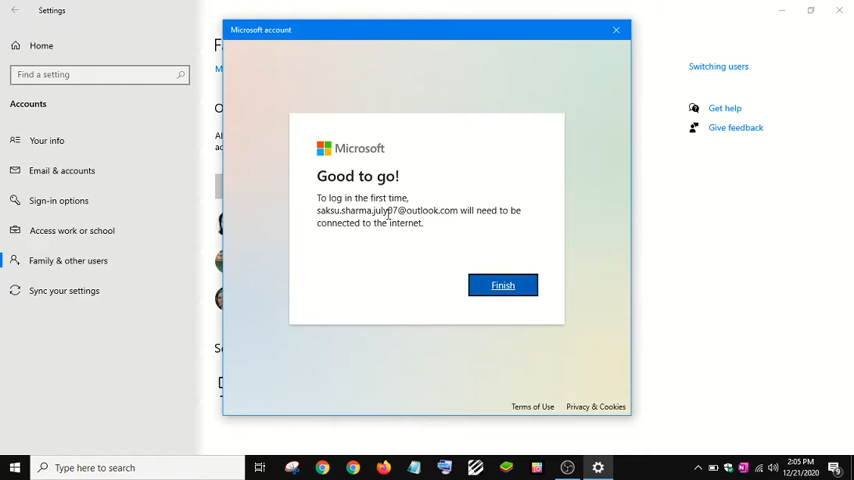 Settings
Home
Find a setting
Accounts
Your info
Email & accounts
Sign-in options
Access work or school
Family & other users
Sync your settings
Microsoft account
Microsoft
Good to go!
To log in the first time,
saksu.sharma.july07@outlook.com will need to be
connected to the internet.
Finish
Terms of Use Privacy & Cookies
Switching users
Get help
Give feedback
Type here to search
2:05 PM
12/21/2020